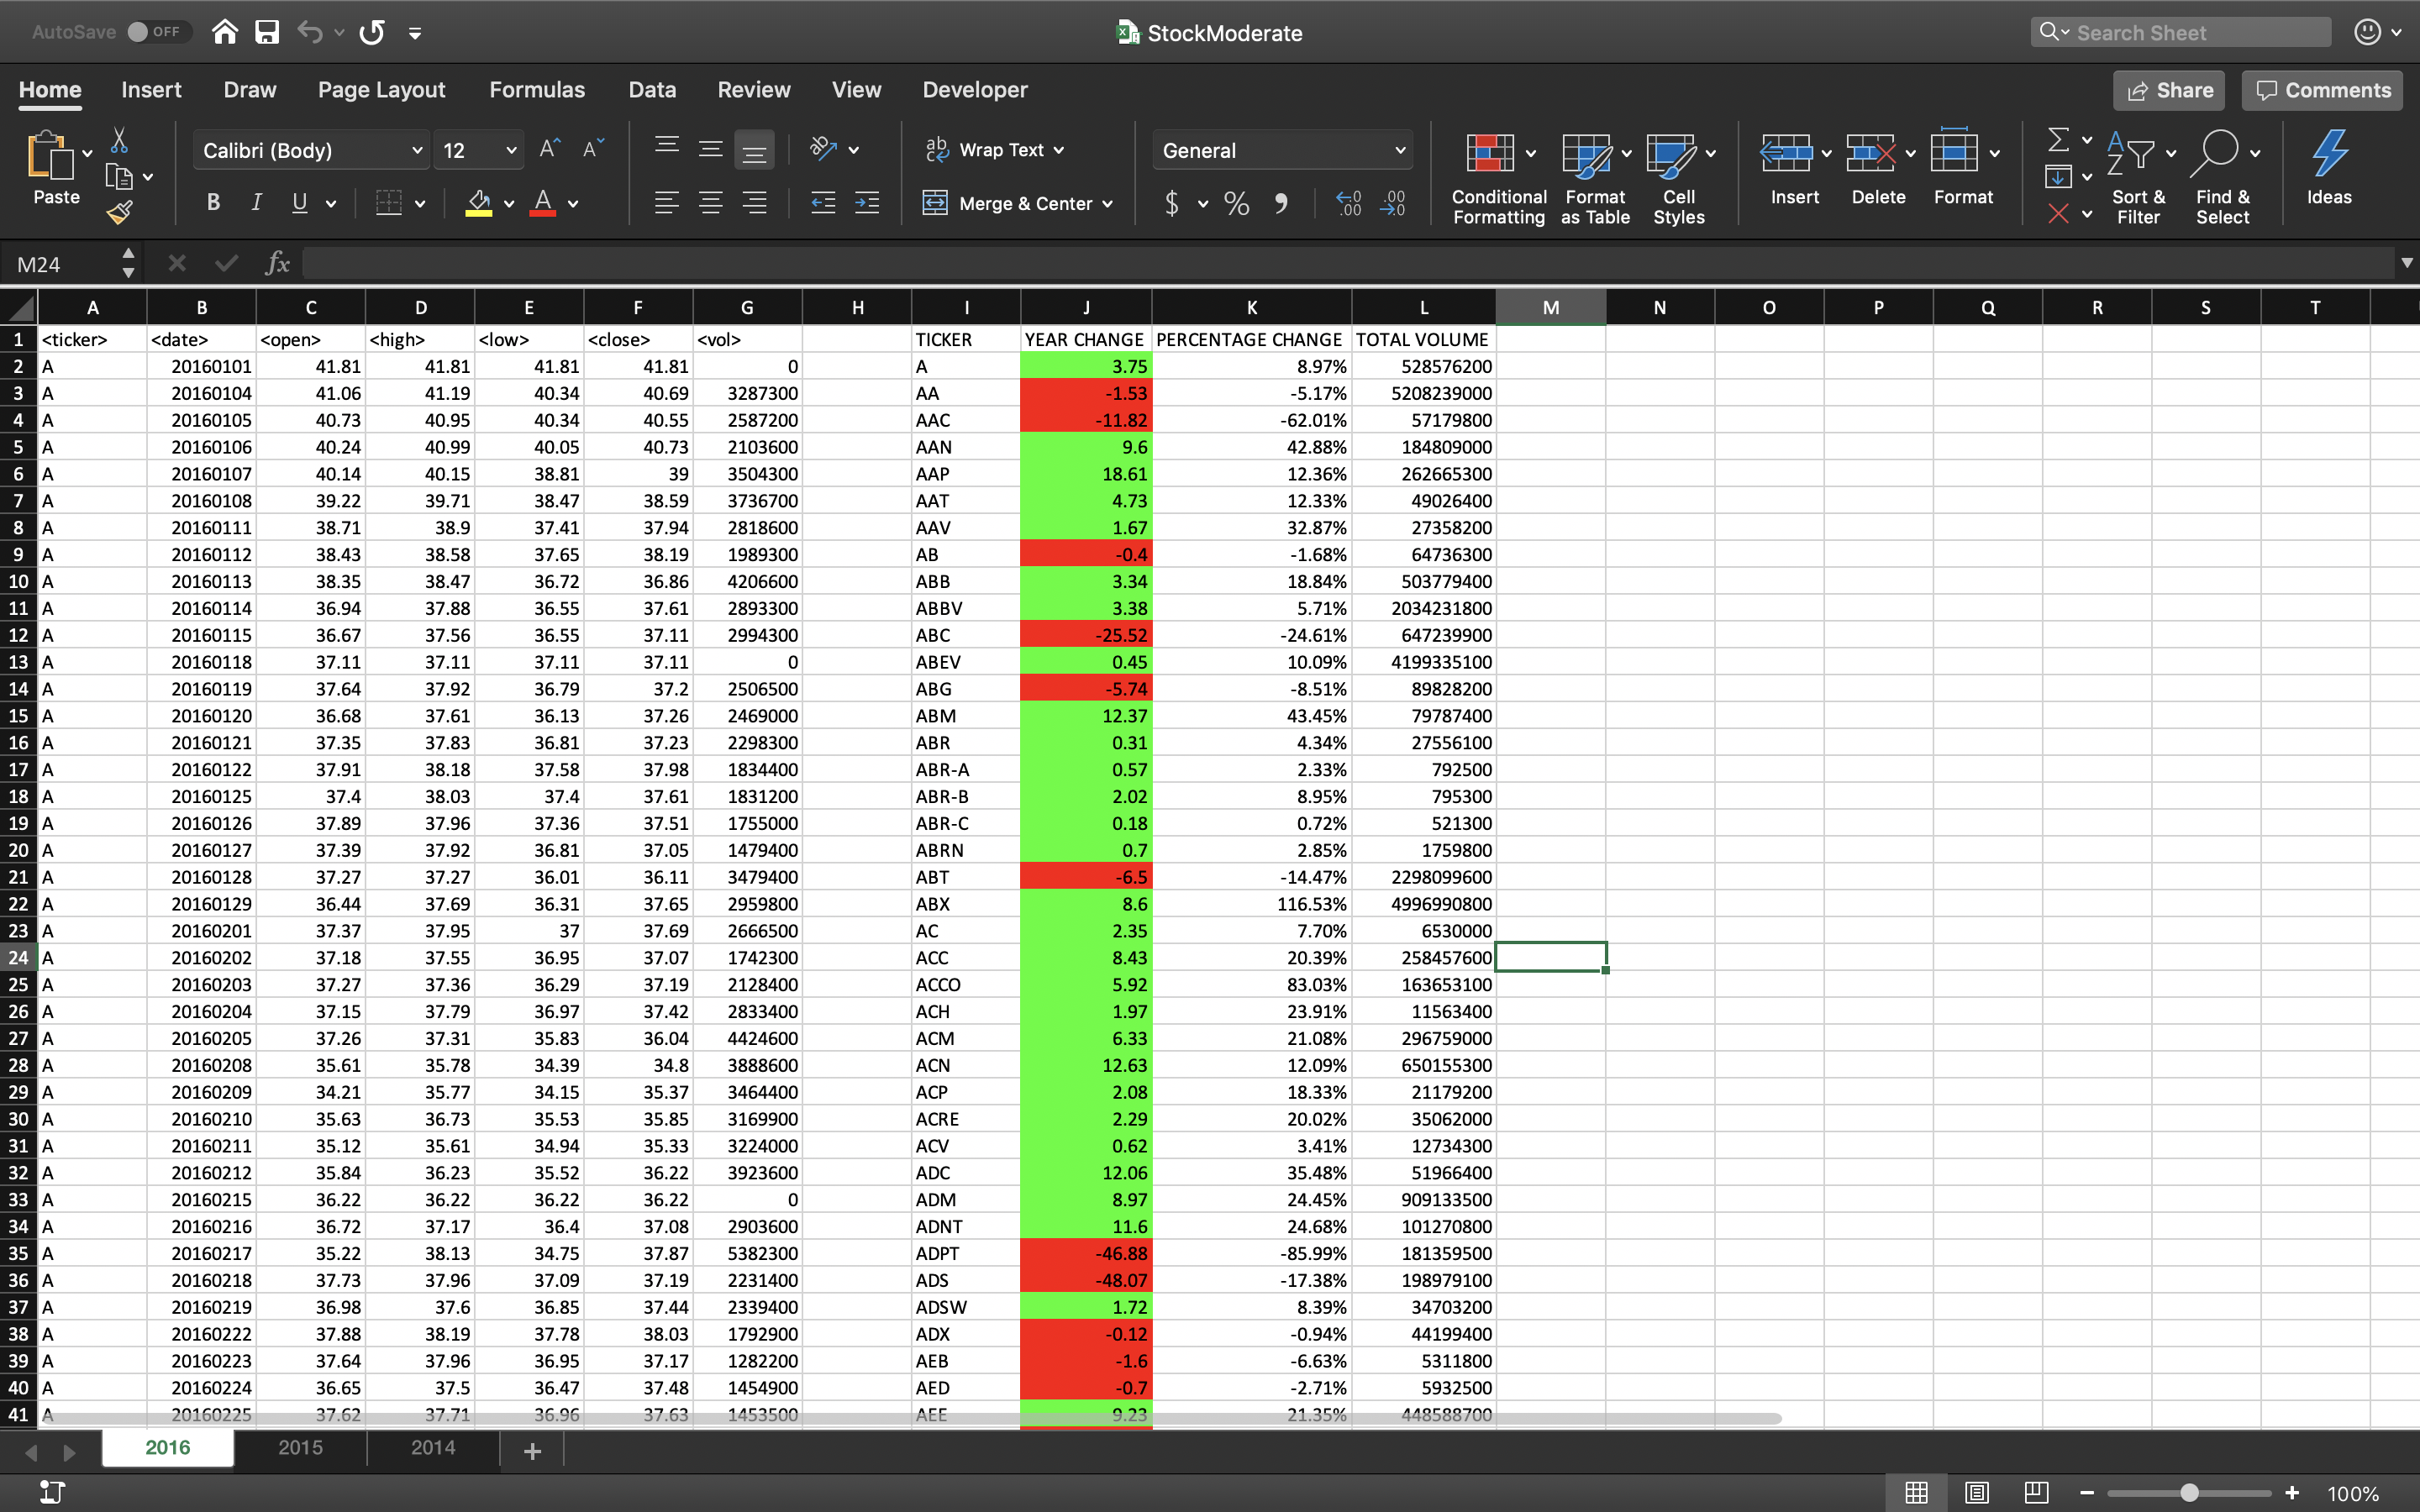 AutoSave OFF StockModerate Search Sheet
Home Insert Draw Page Layout Formulas Data Review View Developer Share Comments
Paste Calibri (Body) 12 A A Wrap Text General Conditional Formatting Format as Table Cell Styles Insert Delete Format Sort & Filter Find & Select Ideas
B I U A Merge & Center $ % 
M24 fx
A B C D E F G H I J K L M N O P Q R S T
1 <ticker> <date> <open> <high> <low> <close> <vol> TICKER YEAR CHANGE PERCENTAGE CHANGE TOTAL VOLUME
2 A 20160101 41.81 41.81 41.81 41.81 0 A 3.75 8.97% 528576200
3 A 20160104 41.06 41.19 40.34 40.69 3287300 AA -1.53 -5.17% 5208239000
4 A 20160105 40.73 40.95 40.34 40.55 2587200 AAC -11.82 -62.01% 57179800
5 A 20160106 40.24 40.99 40.05 40.73 2103600 AAN 9.6 42.88% 184809000
6 A 20160107 40.14 40.15 38.81 39 3504300 AAP 18.61 12.36% 262665300
7 A 20160108 39.22 39.71 38.47 38.59 3736700 AAT 4.73 12.33% 49026400
8 A 20160111 38.71 38.9 37.41 37.94 2818600 AAV 1.67 32.87% 27358200
9 A 20160112 38.43 38.58 37.65 38.19 1989300 AB -0.4 -1.68% 64736300
10 A 20160113 38.35 38.47 36.72 36.86 4206600 ABB 3.34 18.84% 503779400
11 A 20160114 36.94 37.88 36.55 37.61 2893300 ABBV 3.38 5.71% 2034231800
12 A 20160115 36.67 37.56 36.55 37.11 2994300 ABC -25.52 -24.61% 647239900
13 A 20160118 37.11 37.11 37.11 37.11 0 ABEV 0.45 10.09% 4199335100
14 A 20160119 37.64 37.92 36.79 37.2 2506500 ABG -5.74 -8.51% 89828200
15 A 20160120 36.68 37.61 36.13 37.26 2469000 ABM 12.37 43.45% 79787400
16 A 20160121 37.35 37.83 36.81 37.23 2298300 ABR 0.31 4.34% 27556100
17 A 20160122 37.91 38.18 37.58 37.98 1834400 ABR-A 0.57 2.33% 792500
18 A 20160125 37.4 38.03 37.4 37.61 1831200 ABR-B 2.02 8.95% 795300
19 A 20160126 37.89 37.96 37.36 37.51 1755000 ABR-C 0.18 0.72% 521300
20 A 20160127 37.39 37.92 36.81 37.05 1479400 ABRN 0.7 2.85% 1759800
21 A 20160128 37.27 37.27 36.01 36.11 3479400 ABT -6.5 -14.47% 2298099600
22 A 20160129 36.44 37.69 36.31 37.65 2959800 ABX 8.6 116.53% 4996990800
23 A 20160201 37.37 37.95 37 37.69 2666500 AC 2.35 7.70% 6530000
24 A 20160202 37.18 37.55 36.95 37.07 1742300 ACC 8.43 20.39% 258457600
25 A 20160203 37.27 37.36 36.29 37.19 2128400 ACCO 5.92 83.03% 163653100
26 A 20160204 37.15 37.79 36.97 37.42 2833400 ACH 1.97 23.91% 11563400
27 A 20160205 37.26 37.31 35.83 36.04 4424600 ACM 6.33 21.08% 296759000
28 A 20160208 35.61 35.78 34.39 34.8 3888600 ACN 12.63 12.09% 650155300
29 A 20160209 34.21 35.77 34.15 35.37 3464400 ACP 2.08 18.33% 21179200
30 A 20160210 35.63 36.73 35.53 35.85 3169900 ACRE 2.29 20.02% 35062000
31 A 20160211 35.12 35.61 34.94 35.33 3224000 ACV 0.62 3.41% 12734300
32 A 20160212 35.84 36.23 35.52 36.22 3923600 ADC 12.06 35.48% 51966400
33 A 20160215 36.22 36.22 36.22 36.22 0 ADM 8.97 24.45% 909133500
34 A 20160216 36.72 37.17 36.4 37.08 2903600 ADNT 11.6 24.68% 101270800
35 A 20160217 35.22 38.13 34.75 37.87 5382300 ADPT -46.88 -85.99% 181359500
36 A 20160218 37.73 37.96 37.09 37.19 2231400 ADS -48.07 -17.38% 198979100
37 A 20160219 36.98 37.6 36.85 37.44 2339400 ADSW 1.72 8.39% 34703200
38 A 20160222 37.88 38.19 37.78 38.03 1792900 ADX -0.12 -0.94% 44199400
39 A 20160223 37.64 37.96 36.95 37.17 1282200 AEB -1.6 -6.63% 5311800
40 A 20160224 36.65 37.5 36.47 37.48 1454900 AED -0.7 -2.71% 5932500
41 A 20160225 37.62 37.71 36.96 37.63 1453500 AEE 9.23 21.35% 448588700
2016 2015 2014 +
100%